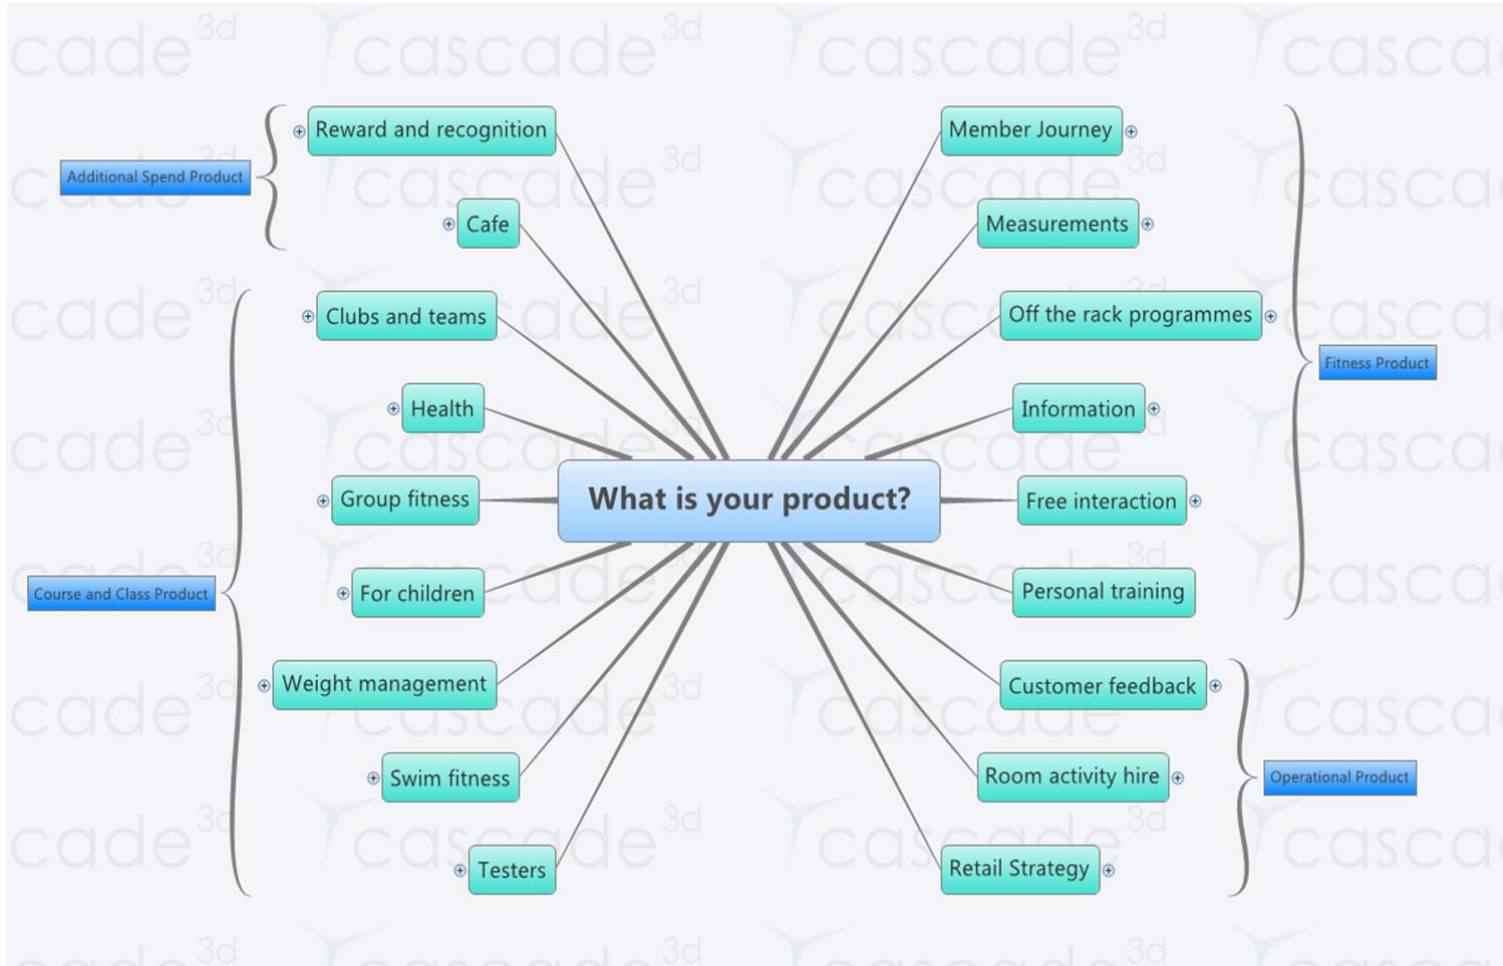 Reward and recognition
Additional Spend Product
Cafe
Clubs and teams
Health
Group fitness
For children
Course and Class Product
Weight management
Swim fitness
Testers
What is your product?
Member Journey
Measurements
Off the rack programmes
Fitness Product
Information
Free interaction
Personal training
Customer feedback
Room activity hire
Operational Product
Retail Strategy
cascade 3d